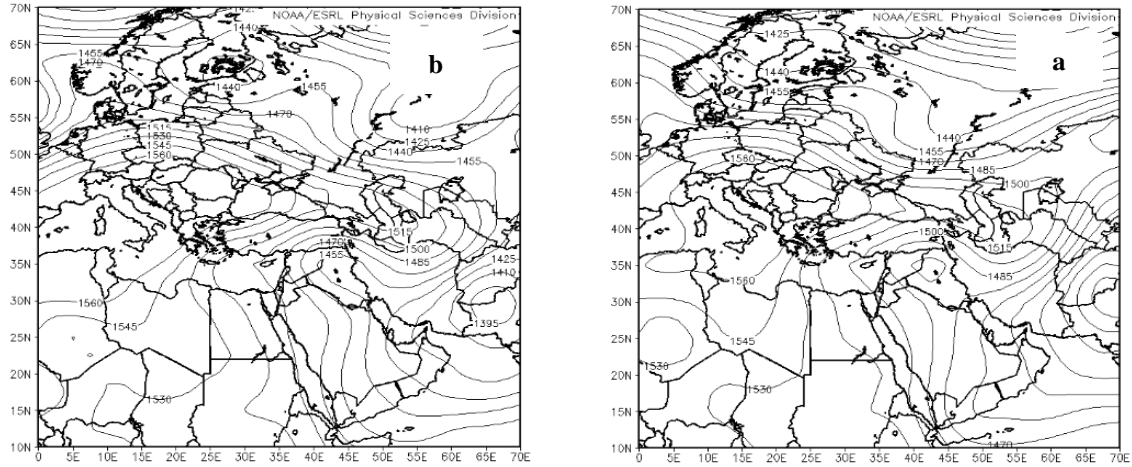 NOAA/ESRL Physical Sciences Division
b
70N
65N
60N
55N
50N
45N
40N
35N
30N
25N
20N
15N
10N
1440
1455
1470
1440
1455
1470
1515
1530
1545
1560
1410
1425
1440
1455
1515
1500
1485
1470
1455
1425
1410
1395
1560
1545
1530
0
5E
10E
15E
20E
25E
30E
35E
40E
45E
50E
55E
60E
65E
70E
NOAA/ESRL Physical Sciences Division
a
70N
65N
60N
55N
50N
45N
40N
35N
30N
25N
20N
15N
10N
1425
1440
1455
1560
1440
1455
1470
1485
1500
1500
1515
1485
1560
1545
1530
1530
1470
0
5E
10E
15E
20E
25E
30E
35E
40E
45E
50E
55E
60E
65E
70E